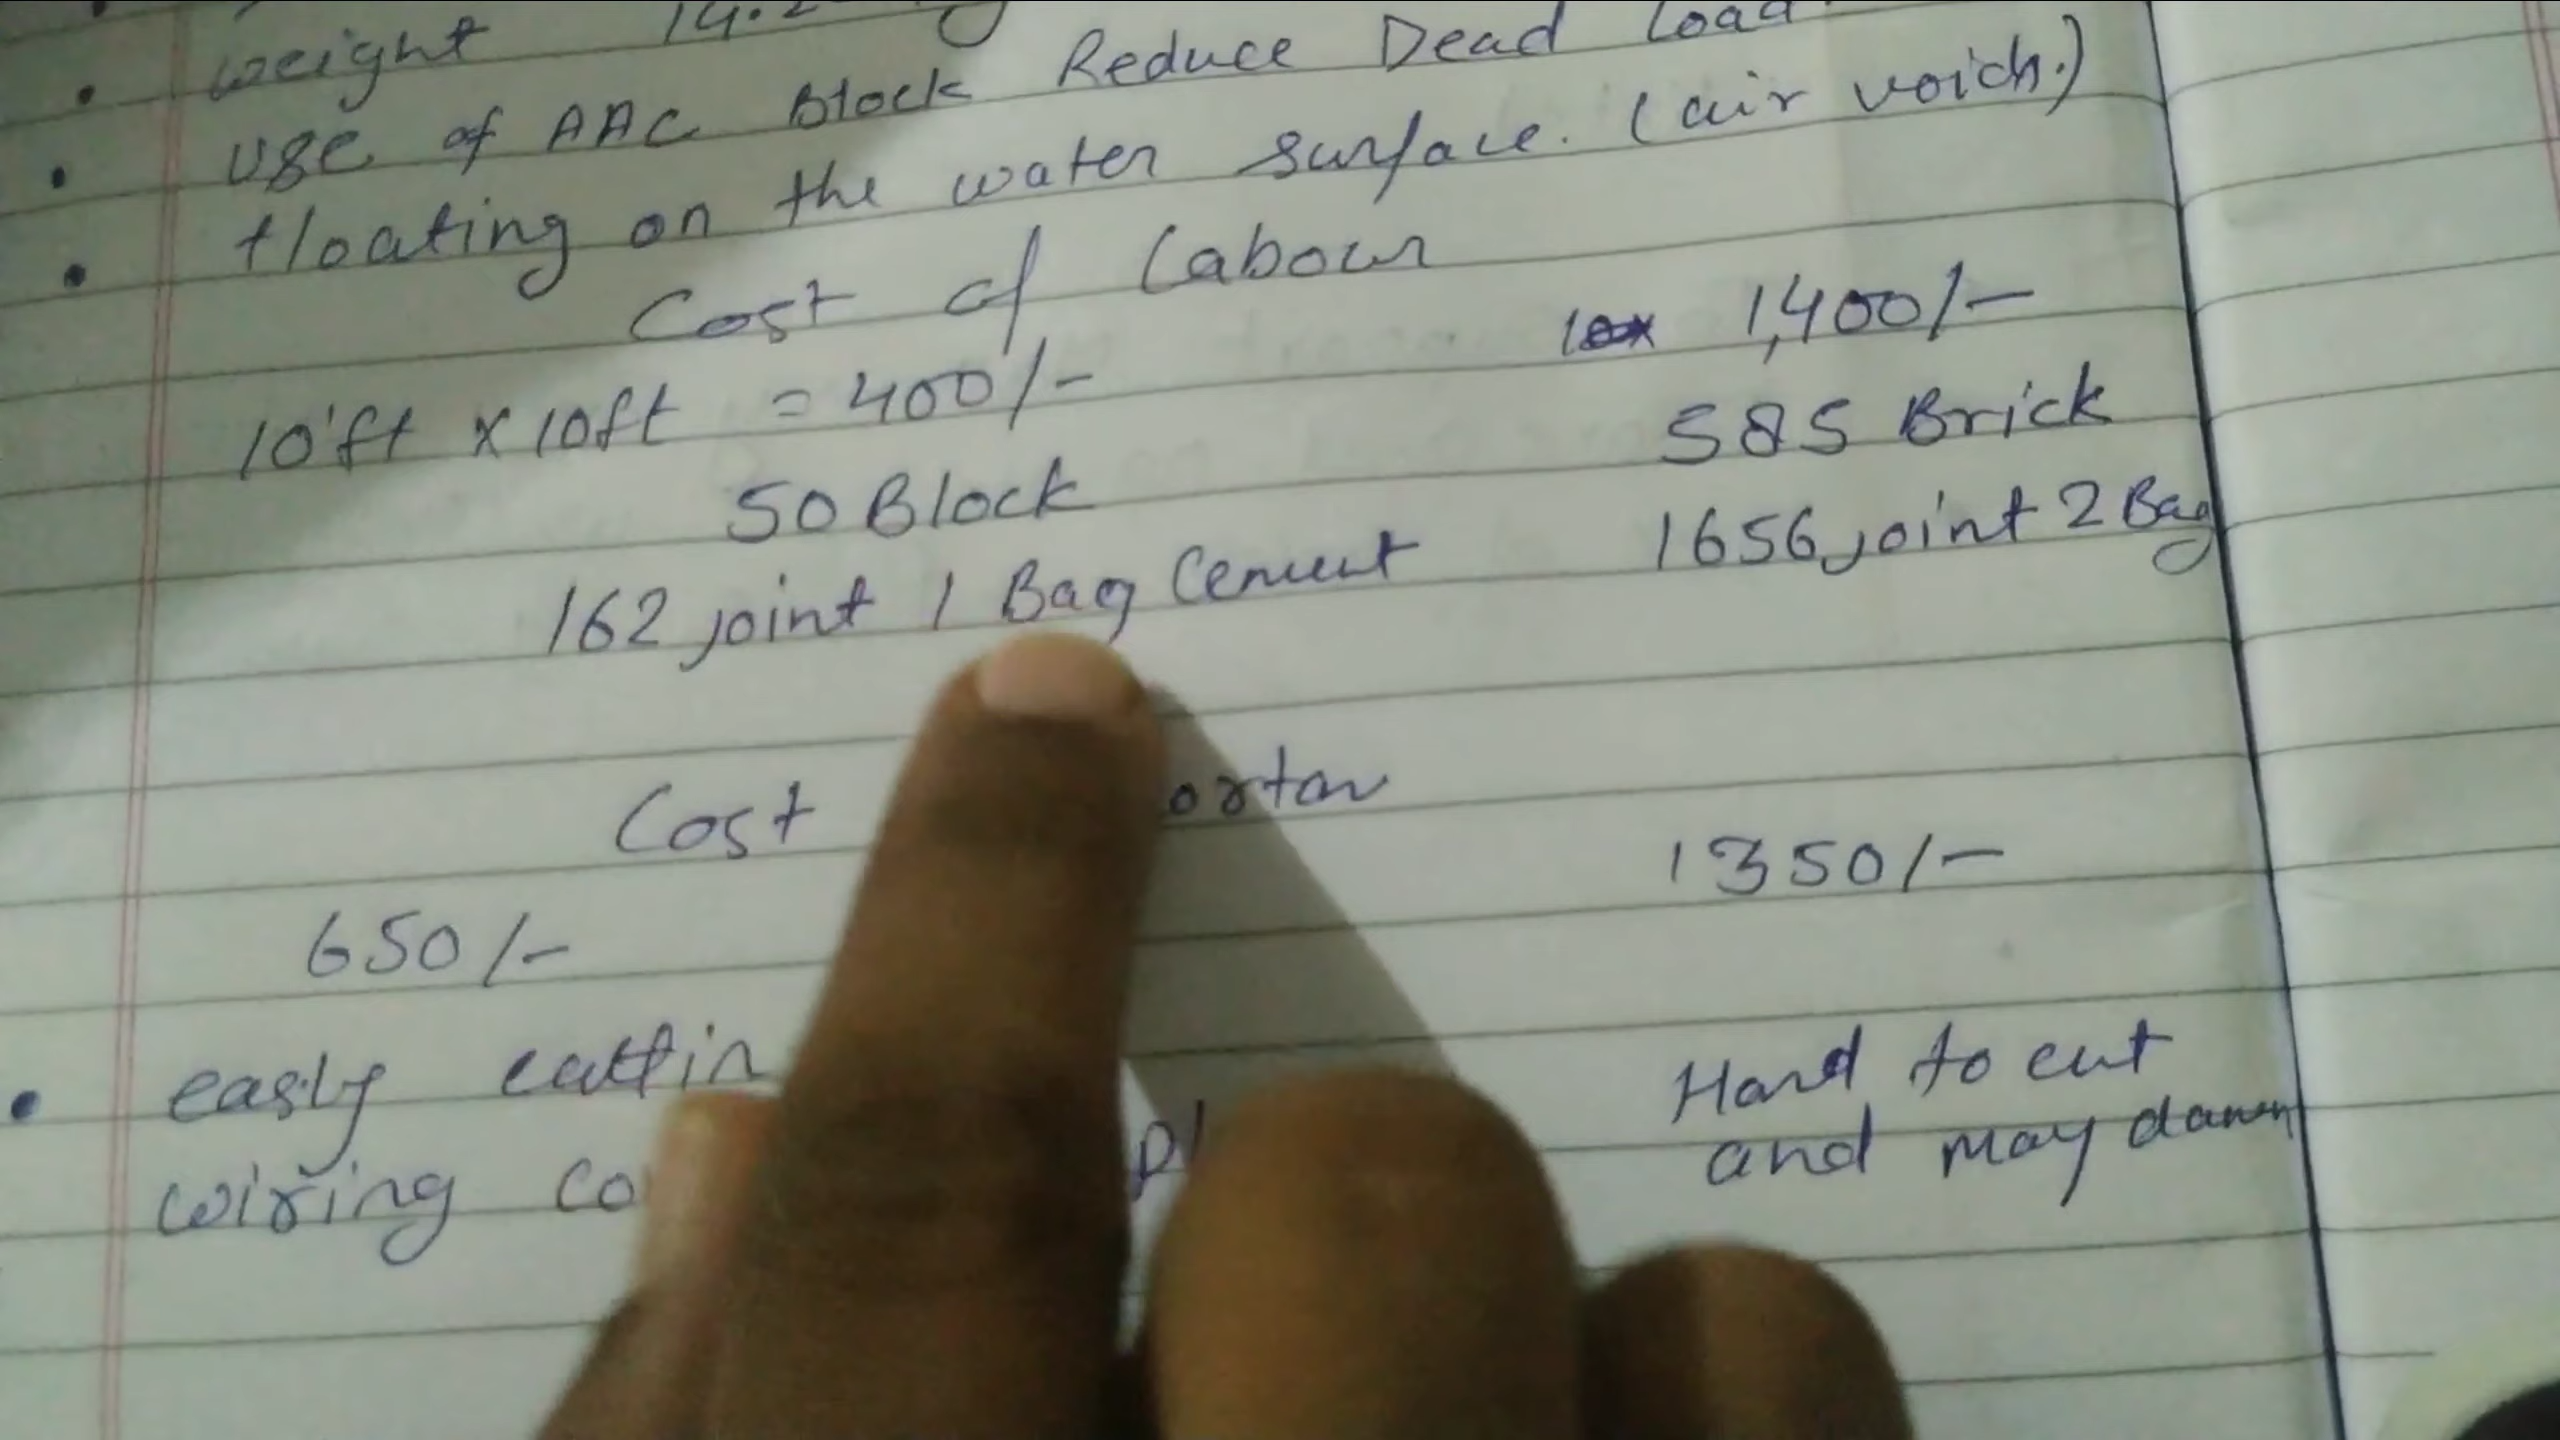 weight
use of AAC Block Reduce Dead Load.
floating on the water surface. (air voids.)
Cost of Labour
10'ft x 10ft = 400/- 1,400/-
50 Block 585 Brick
162 joint 1 Bag Cement 1656 joint 2 Bag
Cost
650/- 1350/-
easly Hard to cut
wiring and may